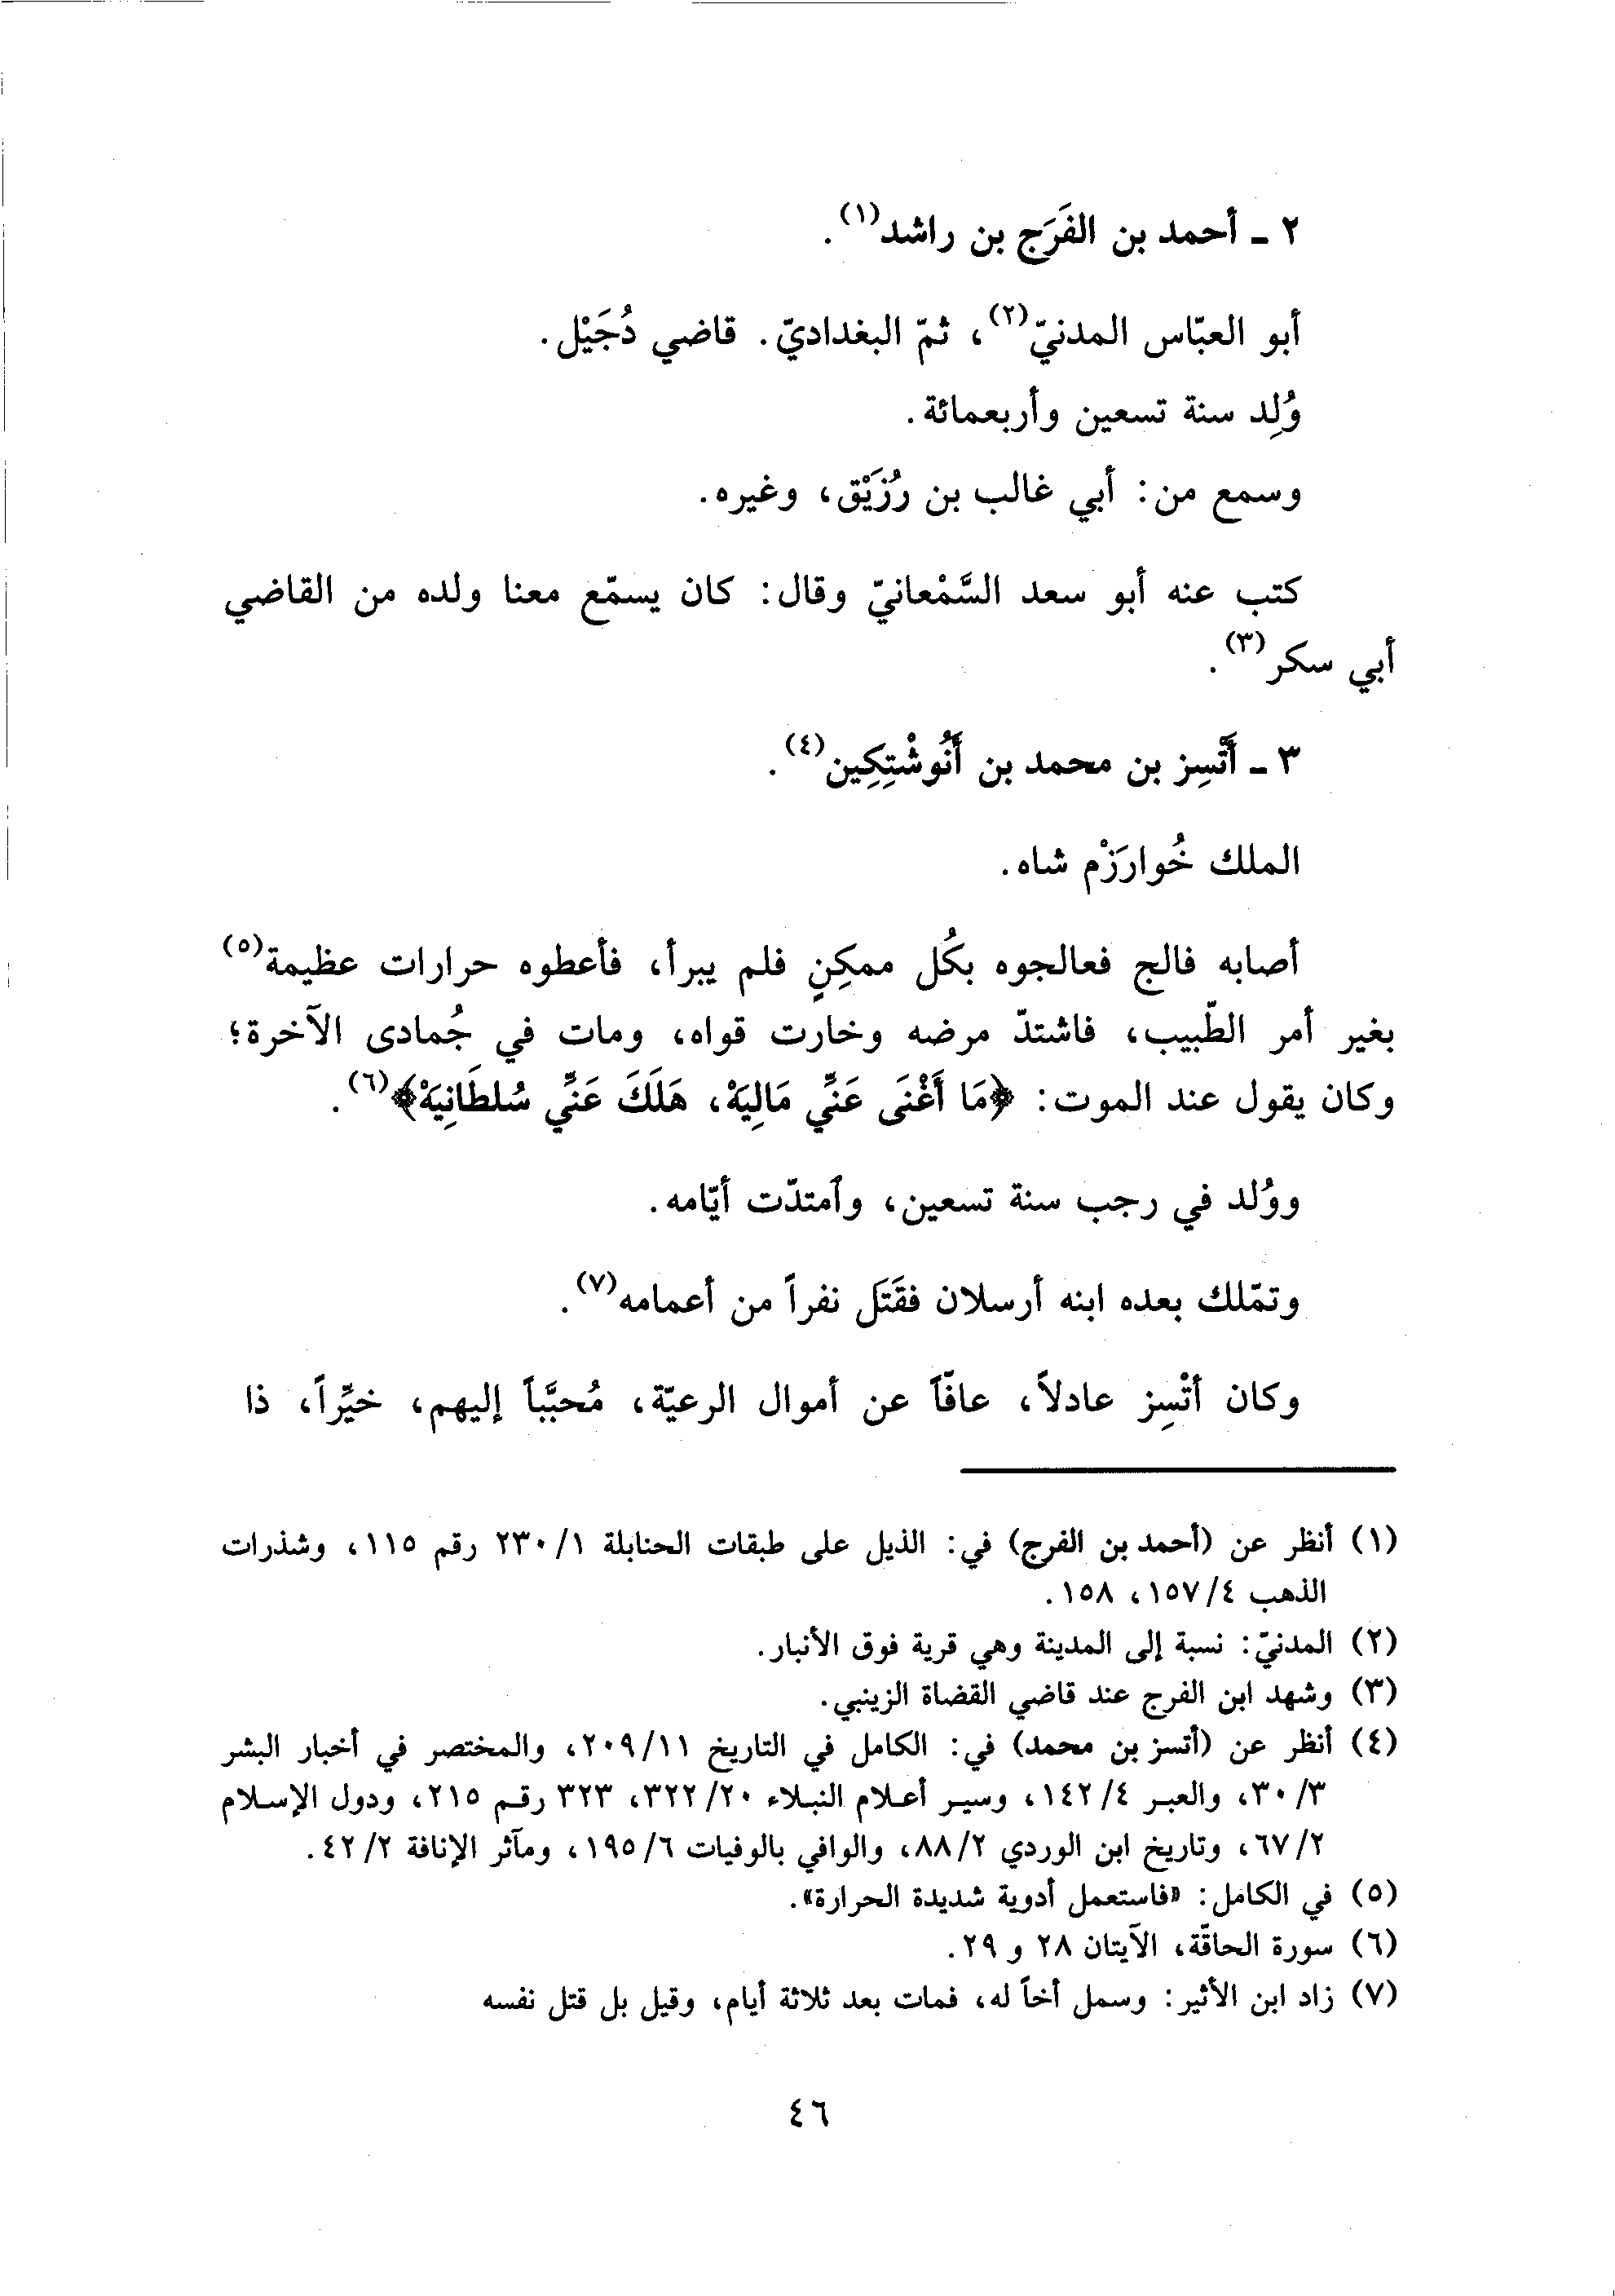 ٢ ـ أحمد بن الفَرَج بن راشد(١).
أبو العبّاس المدنيّ(٢)، ثمّ البغداديّ. قاضي دُجَيْل.
وُلِد سنة تسعين وأربعمائة.
وسمع من: أبي غالب بن رُزَيْق، وغيره.
كتب عنه أبو سعد السَّمْعانيّ وقال: كان يسمّع معنا ولده من القاضي
أبي سكر(٣).
٣ ـ أَتْسِز بن محمد بن أَنُوشْتِكِين(٤).
الملك خُوارَزْم شاه.
أصابه فالج فعالجوه بكُل ممكِنٍ فلم يبرأ، فأعطوه حرارات عظيمة(٥)
بغير أمر الطّبيب، فاشتدّ مرضه وخارت قواه، ومات في جُمادى الآخرة؛
وكان يقول عند الموت: ﴿مَا أَغْنَى عَنِّي مَالِيَهْ، هَلَكَ عَنِّي سُلطَانِيَهْ﴾(٦).
ووُلد في رجب سنة تسعين، وٱمتدّت أيّامه.
وتمّلك بعده ابنه أرسلان فقَتَل نفراً من أعمامه(٧).
وكان أتْسِز عادلاً، عافّاً عن أموال الرعيّة، مُحبَّباً إليهم، خيِّراً، ذا
(١) أنظر عن (أحمد بن الفرج) في: الذيل على طبقات الحنابلة ٢٣٠/١ رقم ١١٥، وشذرات
الذهب ١٥٧/٤، ١٥٨.
(٢) المدنيّ: نسبة إلى المدينة وهي قرية فوق الأنبار.
(٣) وشهد ابن الفرج عند قاضي القضاة الزينبي.
(٤) أنظر عن (أتسز بن محمد) في: الكامل في التاريخ ٢٠٩/١١، والمختصر في أخبار البشر
٣٠/٣، والعبر ١٤٢/٤، وسير أعلام النبلاء ٣٢٢/٢٠، ٣٢٣ رقم ٢١٥، ودول الإسلام
٦٧/٢، وتاريخ ابن الوردي ٨٨/٢، والوافي بالوفيات ١٩٥/٦، ومآثر الإنافة ٤٢/٢.
(٥) في الكامل: «فاستعمل أدوية شديدة الحرارة».
(٦) سورة الحاقّة، الآيتان ٢٨ و ٢٩.
(٧) زاد ابن الأثير: وسمل أخاً له، فمات بعد ثلاثة أيام، وقيل بل قتل نفسه
٤٦